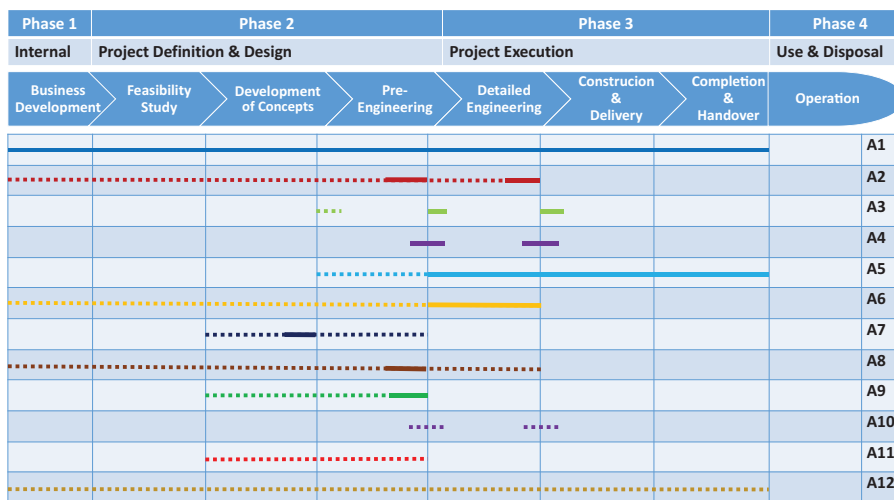 Phase 1
Phase 2
Phase 3
Phase 4
Internal
Project Definition & Design
Project Execution
Use & Disposal
Business
Development
Feasibility
Study
Development
of Concepts
Pre-
Engineering
Detailed
Engineering
Construcion
&
Delivery
Completion
&
Handover
Operation
A1
A2
A3
A4
A5
A6
A7
A8
A9
A10
A11
A12